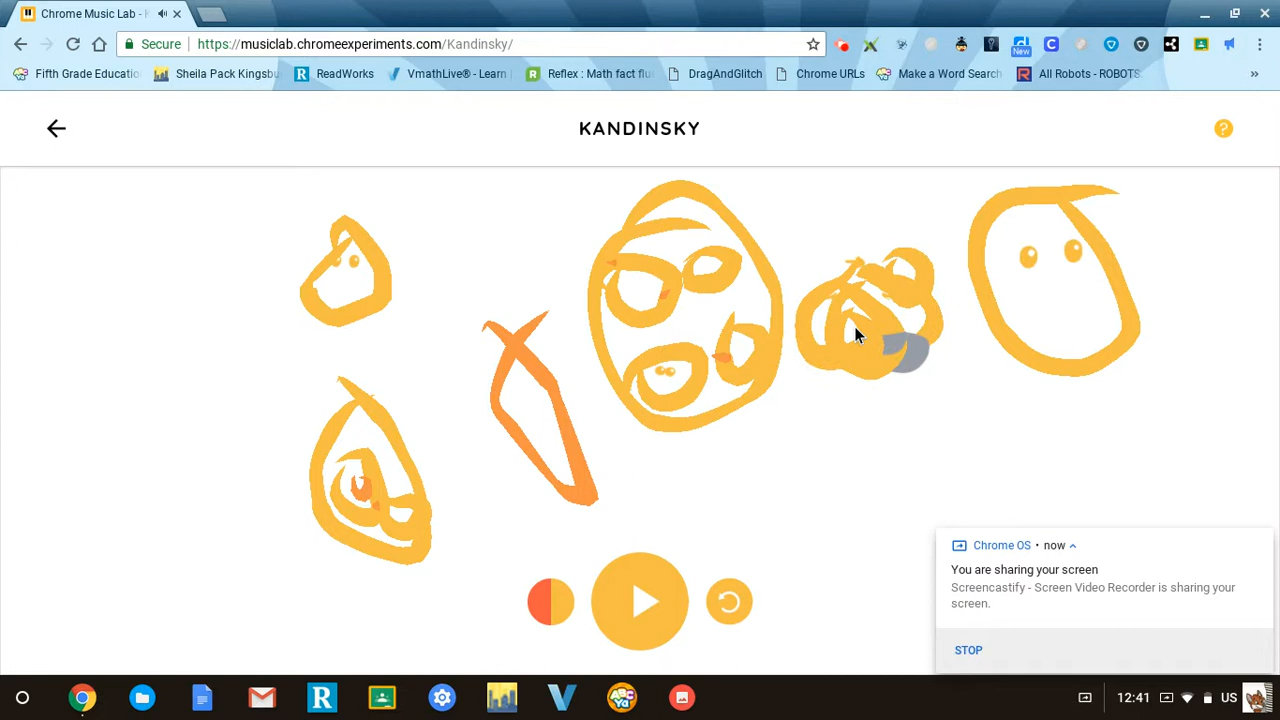 Chrome Music Lab - K
Secure https://musiclab.chromeexperiments.com/Kandinsky/
New
Fifth Grade Educatio Sheila Pack Kingsbu ReadWorks VmathLive® - Learn Reflex : Math fact flu DragAndGlitch Chrome URLs Make a Word Search All Robots - ROBOTS
KANDINSKY
?
Chrome OS • now
You are sharing your screen
Screencastify - Screen Video Recorder is sharing your
screen.
STOP
12:41 US